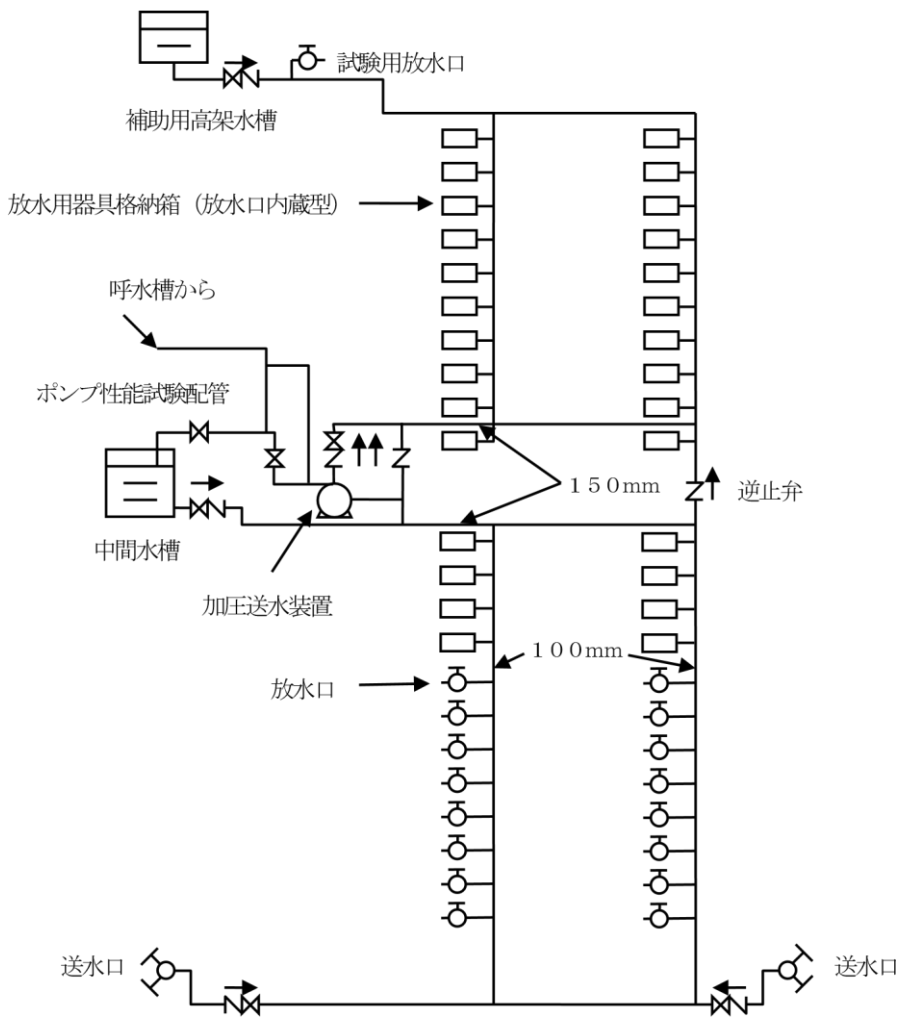 試験用放水口
補助用高架水槽
放水用器具格納箱（放水口内蔵型）
呼水槽から
ポンプ性能試験配管
１５０mm
逆止弁
中間水槽
加圧送水装置
１００mm
放水口
送水口
送水口